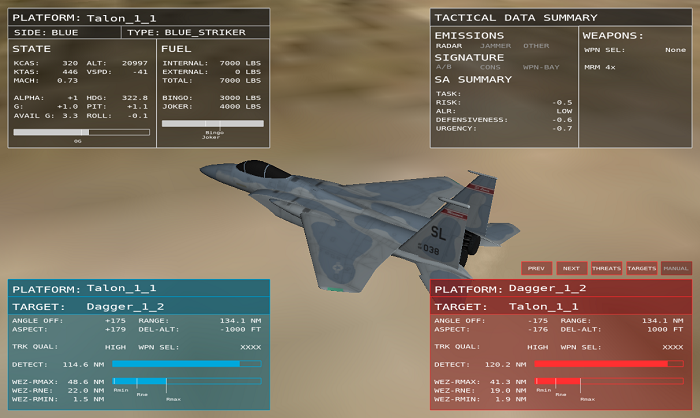 PLATFORM: Talon_1_1
SIDE: BLUE TYPE: BLUE_STRIKER
STATE
KCAS: 320 ALT: 20997
KTAS: 446 VSPD: -41
MACH: 0.73
ALPHA: +1 HDG: 322.8
G: +1.0 PIT: +1.1
AVAIL G: 3.3 ROLL: -0.1
0G
FUEL
INTERNAL: 7000 LBS
EXTERNAL: 0 LBS
TOTAL: 7000 LBS
BINGO: 3000 LBS
JOKER: 4000 LBS
Bingo
Joker
TACTICAL DATA SUMMARY
EMISSIONS
RADAR JAMMER OTHER
SIGNATURE
A/B CONS WPN-BAY
SA SUMMARY
TASK:
RISK: -0.5
ALR: LOW
DEFENSIVENESS: -0.6
URGENCY: -0.7
WEAPONS:
WPN SEL: None
MRM 4x
SL
038
PREV NEXT THREATS TARGETS MANUAL
PLATFORM: Talon_1_1
TARGET: Dagger_1_2
ANGLE OFF: +175 RANGE: 134.1 NM
ASPECT: +179 DEL-ALT: -1000 FT
TRK QUAL: HIGH WPN SEL: XXXX
DETECT: 114.6 NM
WEZ-RMAX: 48.6 NM
WEZ-RNE: 22.0 NM
WEZ-RMIN: 1.5 NM
Rmin Rne Rmax
PLATFORM: Dagger_1_2
TARGET: Talon_1_1
ANGLE OFF: -175 RANGE: 134.1 NM
ASPECT: -176 DEL-ALT: 1000 FT
TRK QUAL: HIGH WPN SEL: XXXX
DETECT: 120.2 NM
WEZ-RMAX: 41.3 NM
WEZ-RNE: 19.0 NM
WEZ-RMIN: 1.9 NM
Rmin Rne Rmax